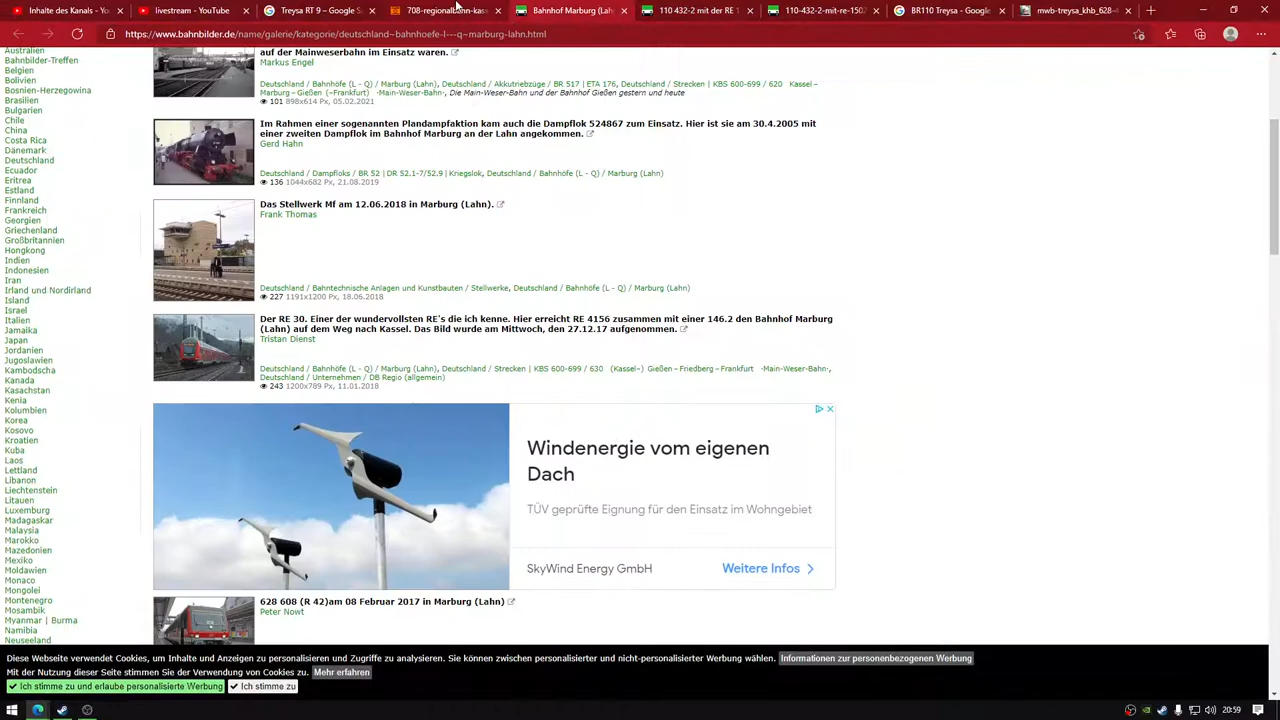 Inhalte des Kanals - YouTu
livestream - YouTube
Treysa RT 9 - Google S
708-regionalbahn-kass
Bahnhof Marburg (Lah
110 432-2 mit der RE 1
110-432-2-mit-re-1507
BR110 Treysa - Google
mwb-treysa_khb_628-4
https://www.bahnbilder.de/name/galerie/kategorie/deutschland~bahnhoefe-l---q~marburg-lahn.html
Australien
Bahnbilder-Treffen
Belgien
Bolivien
Bosnien-Herzegowina
Brasilien
Bulgarien
Chile
China
Costa Rica
Dänemark
Deutschland
Ecuador
Eritrea
Estland
Finnland
Frankreich
Georgien
Griechenland
Großbritannien
Hongkong
Indien
Indonesien
Iran
Irland und Nordirland
Island
Israel
Italien
Jamaika
Japan
Jordanien
Jugoslawien
Kambodscha
Kanada
Kasachstan
Kenia
Kolumbien
Korea
Kosovo
Kroatien
Kuba
Laos
Lettland
Libanon
Liechtenstein
Litauen
Luxemburg
Madagaskar
Malaysia
Marokko
Mazedonien
Mexiko
Moldawien
Monaco
Mongolei
Montenegro
Mosambik
Myanmar | Burma
Namibia
Neuseeland
auf der Mainweserbahn im Einsatz waren.
Markus Engel
Deutschland / Bahnhöfe (L - Q) / Marburg (Lahn), Deutschland / Akkutriebzüge / BR 517 | ETA 176, Deutschland / Strecken | KBS 600-699 / 620 Kassel –
Marburg – Gießen (–Frankfurt) ·Main-Weser-Bahn·, Die Main-Weser-Bahn und der Bahnhof Gießen gestern und heute
101 898x614 Px, 05.02.2021
Im Rahmen einer sogenannten Plandampfaktion kam auch die Dampflok 524867 zum Einsatz. Hier ist sie am 30.4.2005 mit
einer zweiten Dampflok im Bahnhof Marburg an der Lahn angekommen.
Gerd Hahn
Deutschland / Dampfloks / BR 52 | DR 52.1-7/52.9 | Kriegslok, Deutschland / Bahnhöfe (L - Q) / Marburg (Lahn)
136 1044x682 Px, 21.08.2019
Das Stellwerk Mf am 12.06.2018 in Marburg (Lahn).
Frank Thomas
Deutschland / Bahntechnische Anlagen und Kunstbauten / Stellwerke, Deutschland / Bahnhöfe (L - Q) / Marburg (Lahn)
227 1191x1200 Px, 18.06.2018
Der RE 30. Einer der wundervollsten RE's die ich kenne. Hier erreicht RE 4156 zusammen mit einer 146.2 den Bahnhof Marburg
(Lahn) auf dem Weg nach Kassel. Das Bild wurde am Mittwoch, den 27.12.17 aufgenommen.
Tristan Dienst
Deutschland / Bahnhöfe (L - Q) / Marburg (Lahn), Deutschland / Strecken | KBS 600-699 / 630 (Kassel–) Gießen – Friedberg – Frankfurt ·Main-Weser-Bahn·,
Deutschland / Unternehmen / DB Regio (allgemein)
243 1200x789 Px, 11.01.2018
Windenergie vom eigenen
Dach
TÜV geprüfte Eignung für den Einsatz im Wohngebiet
SkyWind Energy GmbH
Weitere Infos
628 608 (R 42)am 08 Februar 2017 in Marburg (Lahn)
Peter Nowt
Diese Webseite verwendet Cookies, um Inhalte und Anzeigen zu personalisieren und Zugriffe zu analysieren. Sie können zwischen personalisierter und nicht-personalisierter Werbung wählen. Informationen zur personenbezogenen Werbung
Mit der Nutzung dieser Seite stimmen Sie der Verwendung von Cookies zu. Mehr erfahren
Ich stimme zu und erlaube personalisierte Werbung
Ich stimme zu
20:59